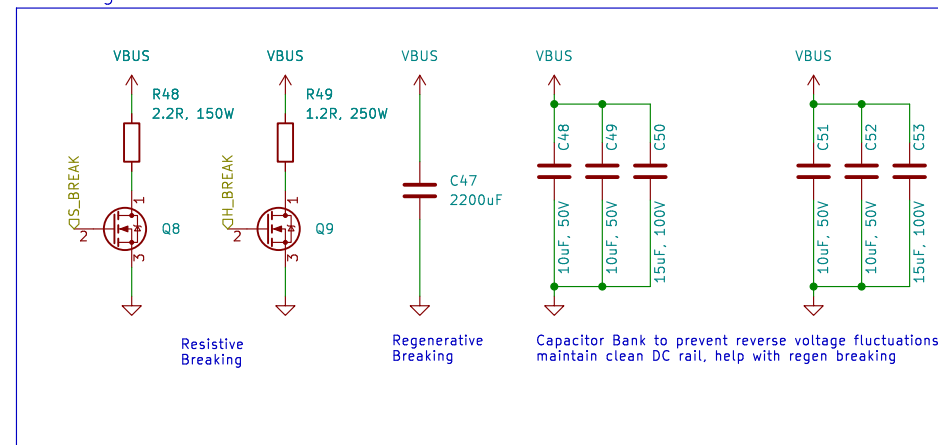 VBUS
VBUS
VBUS
VBUS
VBUS
R48
2.2R, 150W
R49
1.2R, 250W
S_BREAK
H_BREAK
1
2
3
Q8
1
2
3
Q9
C47
2200uF
C48
C49
C50
10uF, 50V
10uF, 50V
15uF, 100V
C51
C52
C53
10uF, 50V
10uF, 50V
15uF, 100V
Resistive
Breaking
Regenerative
Breaking
Capacitor Bank to prevent reverse voltage fluctuations
maintain clean DC rail, help with regen breaking